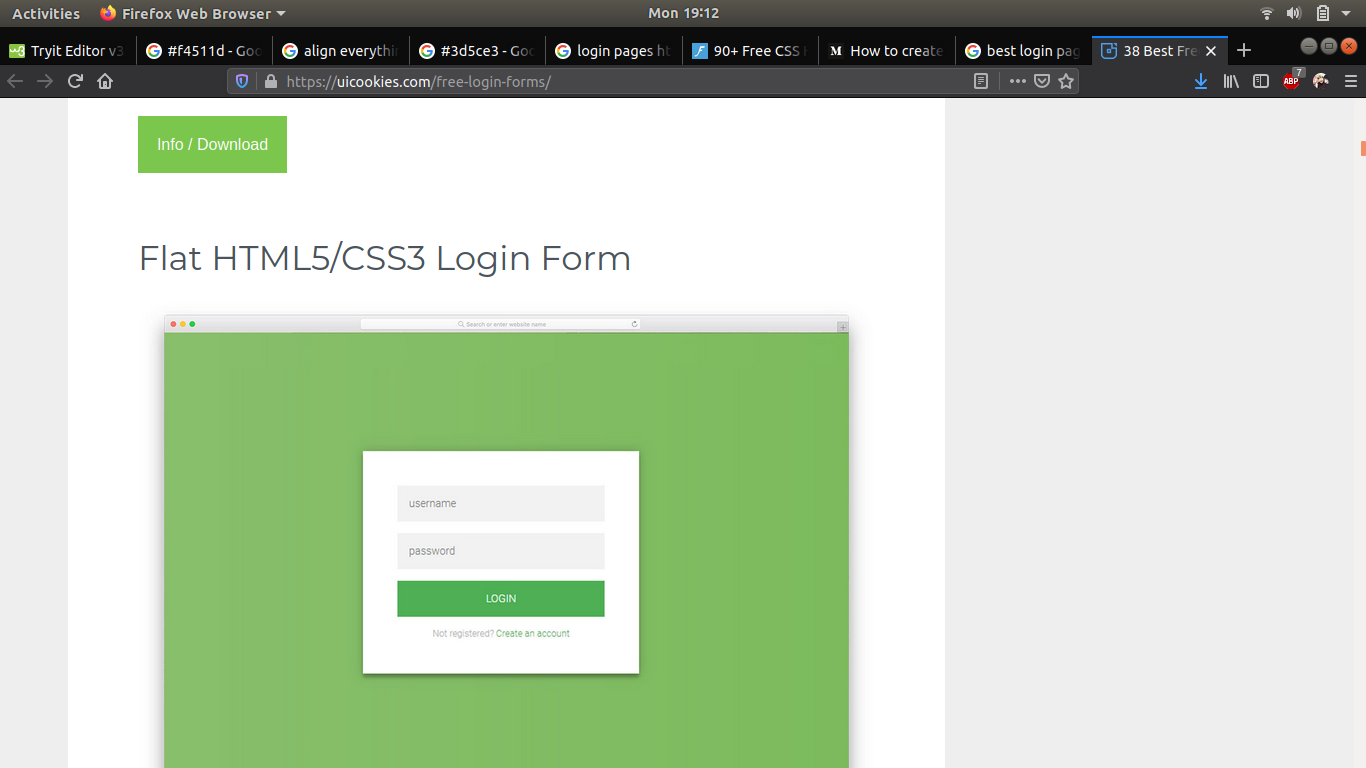 Activities Firefox Web Browser Mon 19:12
Tryit Editor v3 #f4511d - Goo align everythi #3d5ce3 - Goo login pages ht 90+ Free CSS H How to create best login pag 38 Best Fre
https://uicookies.com/free-login-forms/ ABP 7
Info / Download
Flat HTML5/CSS3 Login Form
Search or enter website name
username
password
LOGIN
Not registered? Create an account